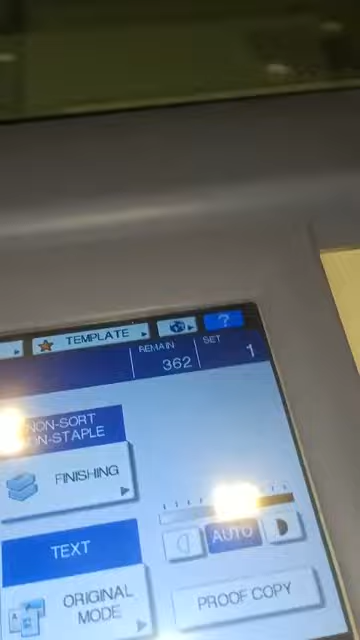 TEMPLATE
?
REMAIN
362
SET
1
NON-SORT
ON-STAPLE
FINISHING
AUTO
TEXT
ORIGINAL
MODE
PROOF COPY